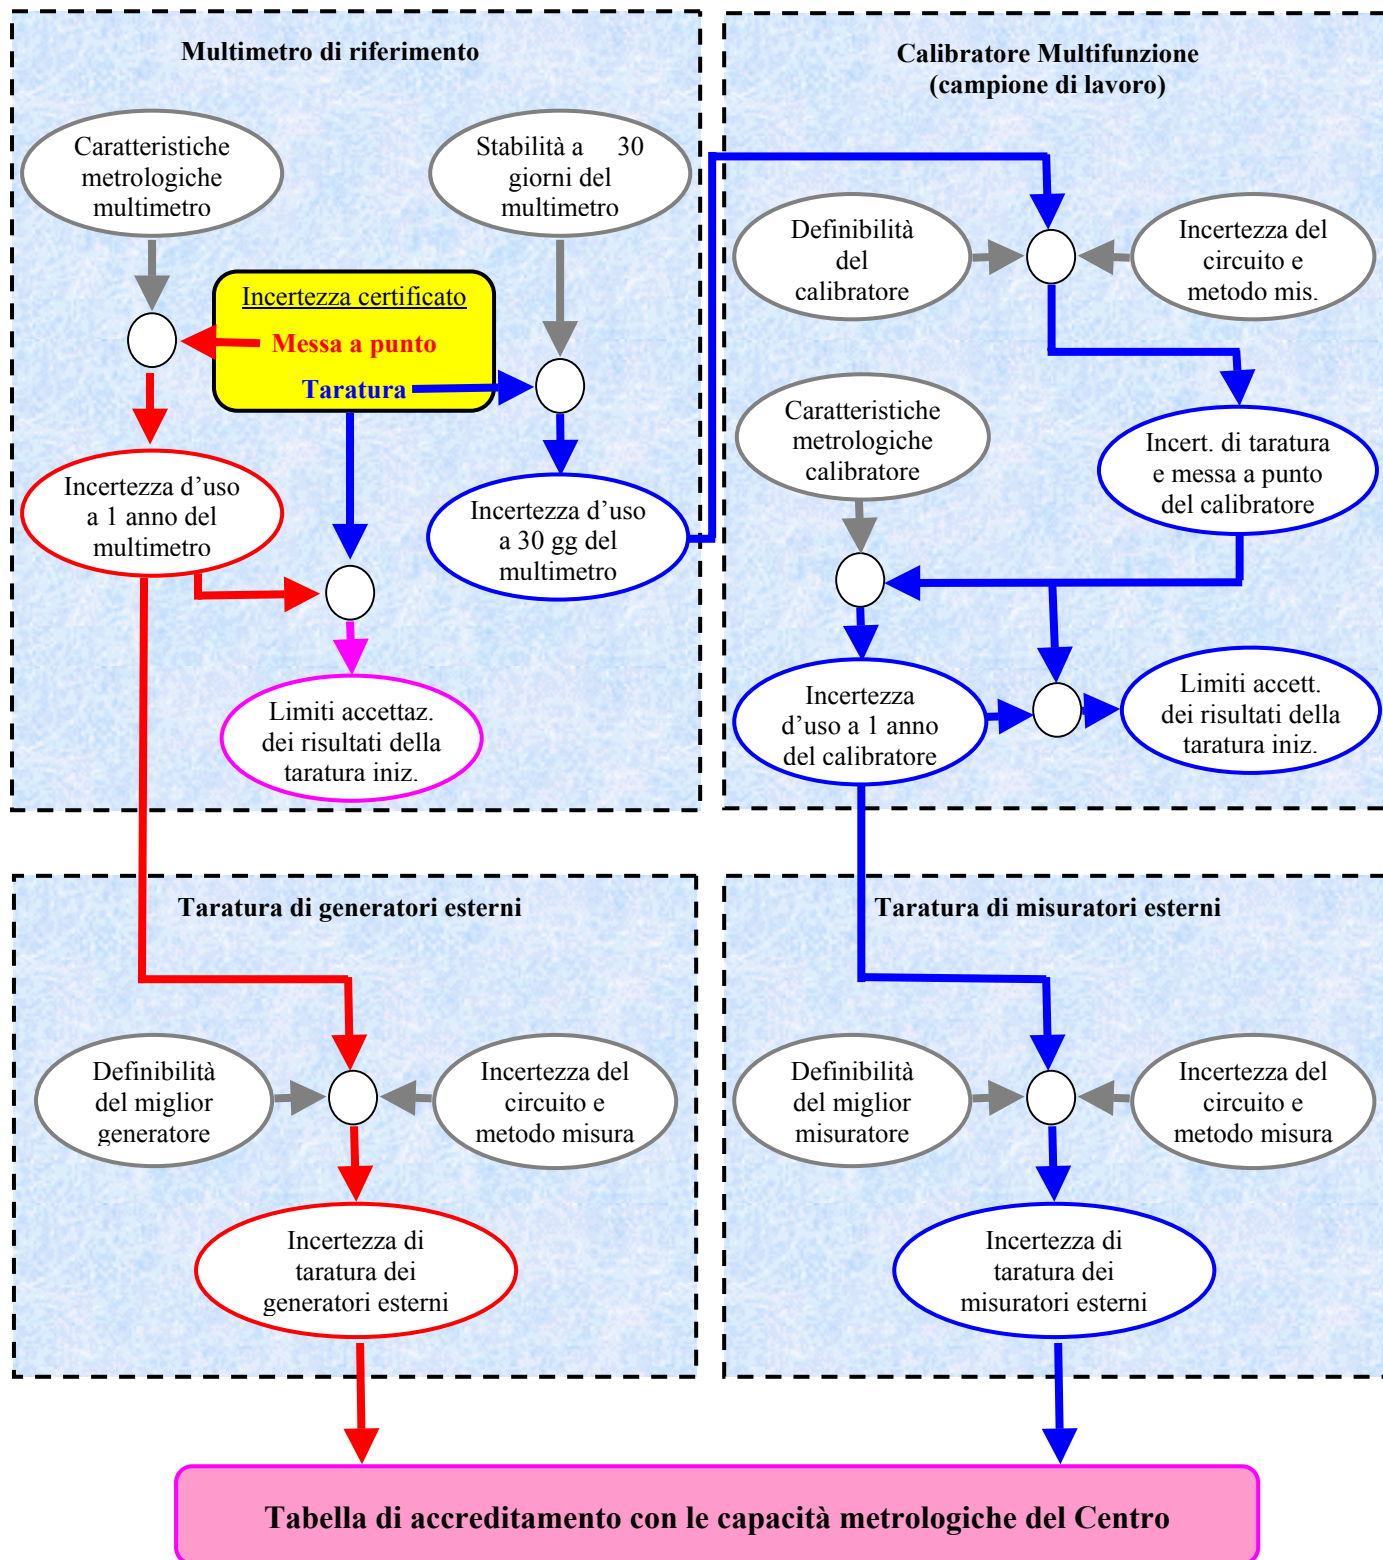 Multimetro di riferimento
Caratteristiche
metrologiche
multimetro
Stabilità a 30
giorni del
multimetro
Incertezza certificato
Messa a punto
Taratura
Incertezza d'uso
a 1 anno del
multimetro
Incertezza d'uso
a 30 gg del
multimetro
Limiti accettaz.
dei risultati della
taratura iniz.
Calibratore Multifunzione
(campione di lavoro)
Definibilità
del
calibratore
Incertezza del
circuito e
metodo mis.
Caratteristiche
metrologiche
calibratore
Incert. di taratura
e messa a punto
del calibratore
Incertezza
d'uso a 1 anno
del calibratore
Limiti accett.
dei risultati della
taratura iniz.
Taratura di generatori esterni
Definibilità
del miglior
generatore
Incertezza del
circuito e
metodo misura
Incertezza di
taratura dei
generatori esterni
Taratura di misuratori esterni
Definibilità
del miglior
misuratore
Incertezza del
circuito e
metodo misura
Incertezza di
taratura dei
misuratori esterni
Tabella di accreditamento con le capacità metrologiche del Centro